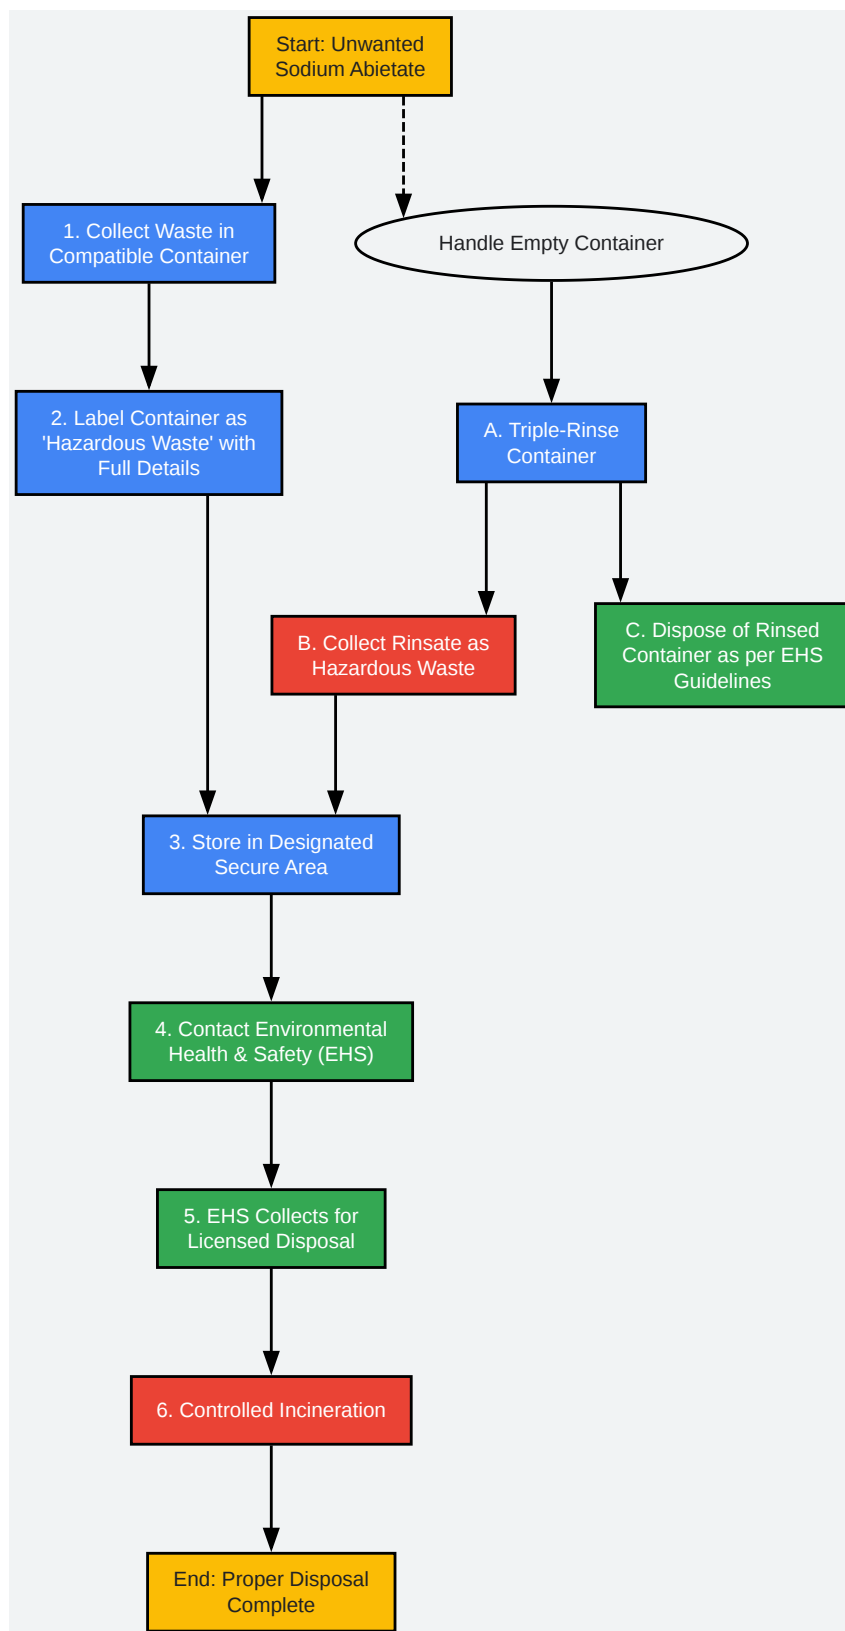 Start: Unwanted
Sodium Abietate
1. Collect Waste in
Compatible Container
Handle Empty Container
2. Label Container as
'Hazardous Waste' with
Full Details
A. Triple-Rinse
Container
B. Collect Rinsate as
Hazardous Waste
C. Dispose of Rinsed
Container as per EHS
Guidelines
3. Store in Designated
Secure Area
4. Contact Environmental
Health & Safety (EHS)
5. EHS Collects for
Licensed Disposal
6. Controlled Incineration
End: Proper Disposal
Complete